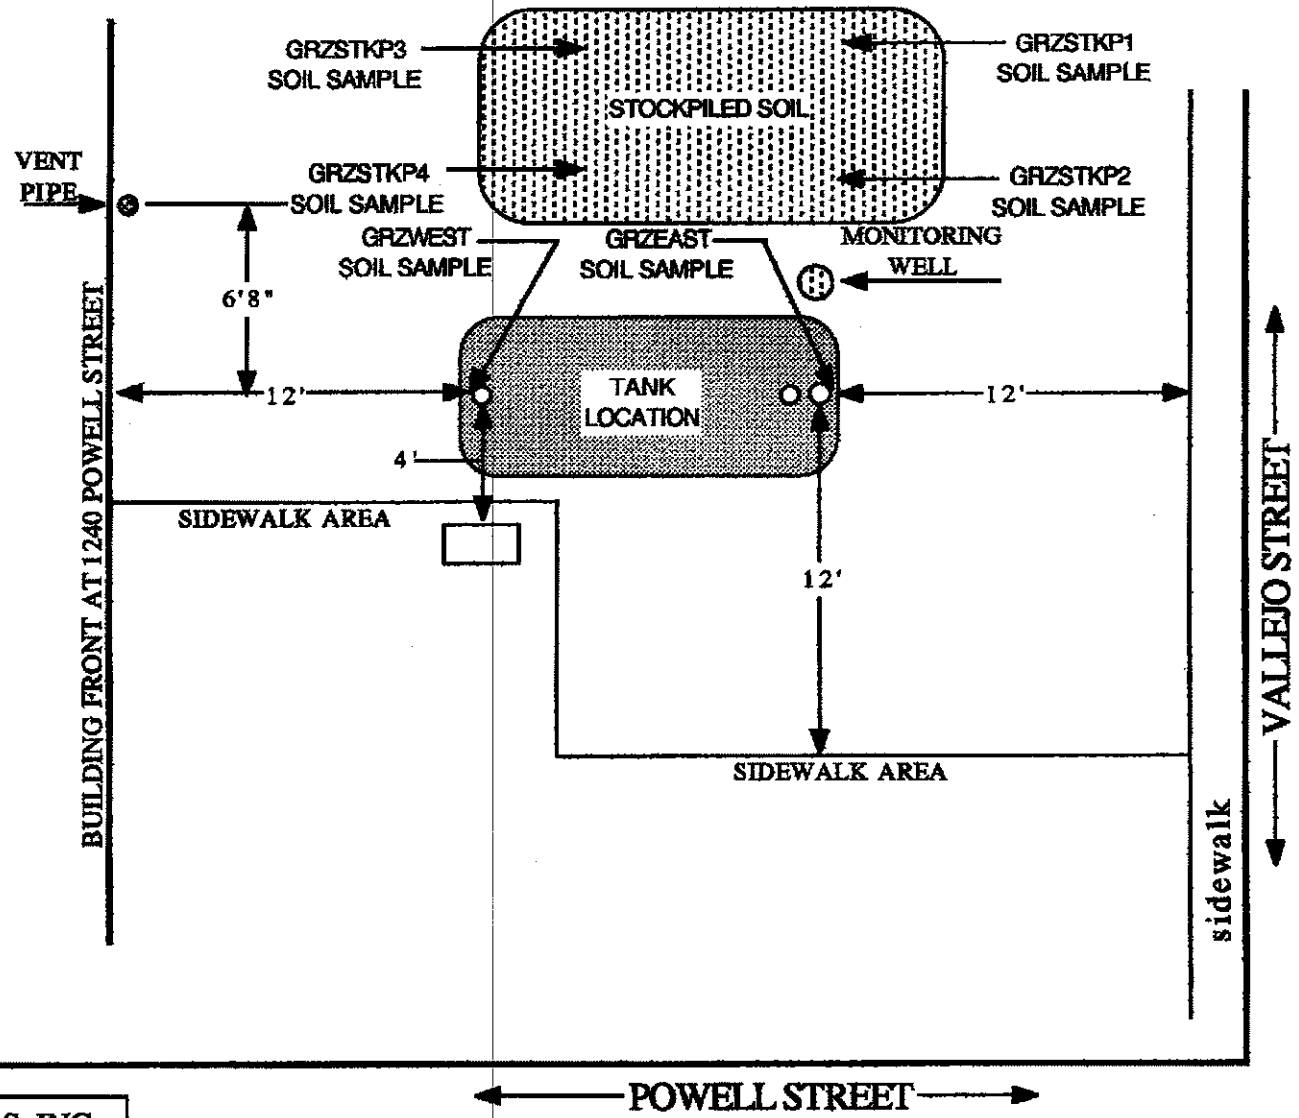 GRZSTKP3
SOIL SAMPLE
GRZSTKP1
SOIL SAMPLE
STOCKPILED SOIL
VENT
PIPE
GRZSTKP4
SOIL SAMPLE
GRZSTKP2
SOIL SAMPLE
GRZWEST
SOIL SAMPLE
GRZEAST
SOIL SAMPLE
MONITORING
WELL
6'8"
12'
TANK
LOCATION
12'
4'
SIDEWALK AREA
12'
SIDEWALK AREA
BUILDING FRONT AT 1240 POWELL STREET
VALLEJO STREET
sidewalk
POWELL STREET
INC